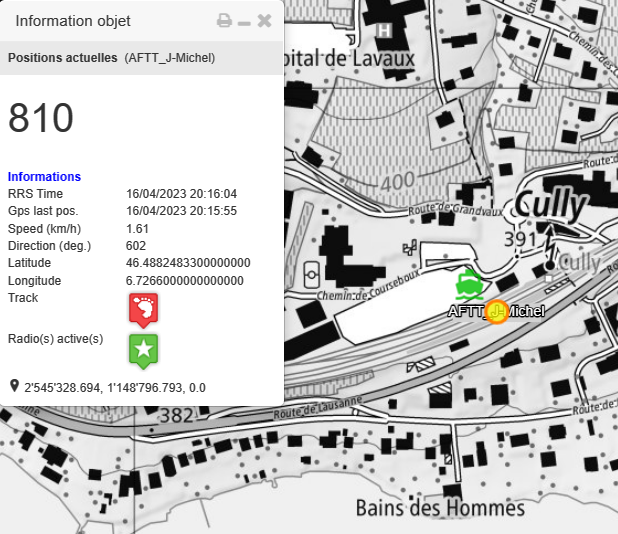 Information objet
Positions actuelles (AFTT_J-Michel)
810
Informations
RRS Time 16/04/2023 20:16:04
Gps last pos. 16/04/2023 20:15:55
Speed (km/h) 1.61
Direction (deg.) 602
Latitude 46.4882483300000000
Longitude 6.7266000000000000
Track
Radio(s) active(s)
2'545'328.694, 1'148'796.793, 0.0
H
pital de Lavaux
Chemin des
400
Route de Grandvaux
Route d
Cully
391
Cully
Chemin de Courseboux
AFTT_J-Michel
382
Route de Lausanne
Route de
Bains des Hommes